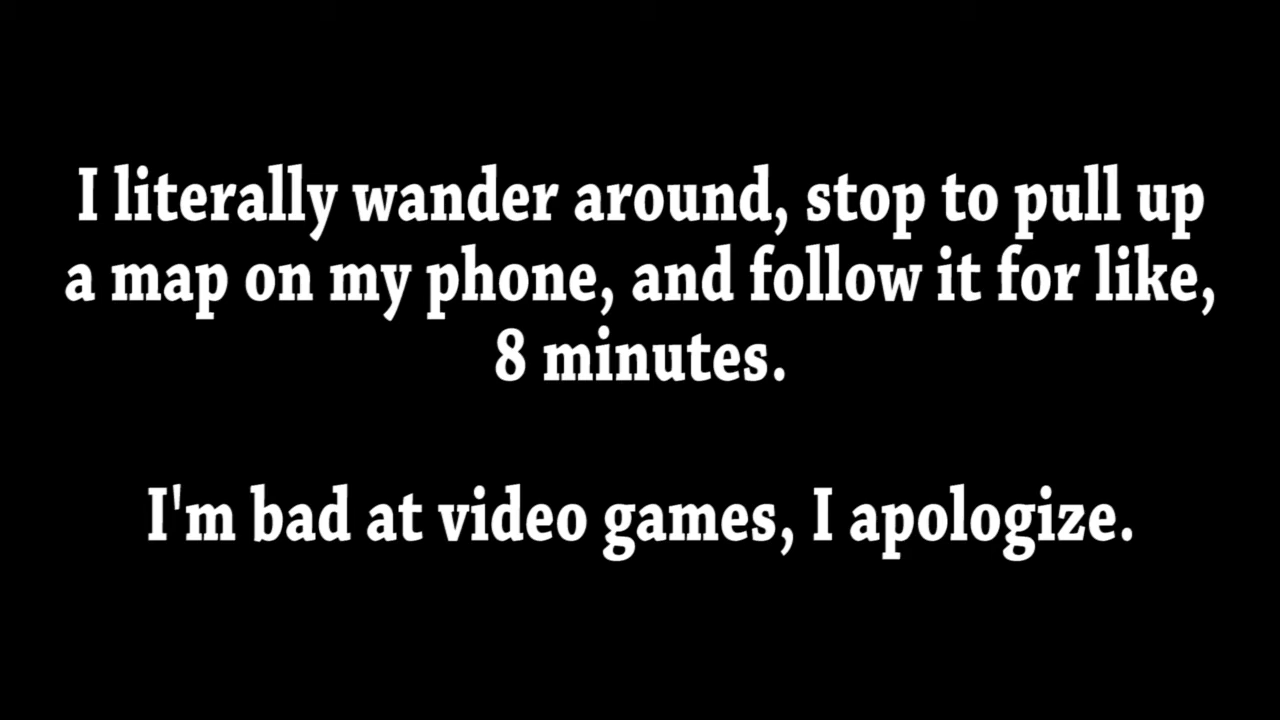 I literally wander around, stop to pull up
a map on my phone, and follow it for like,
8 minutes.
I'm bad at video games, I apologize.